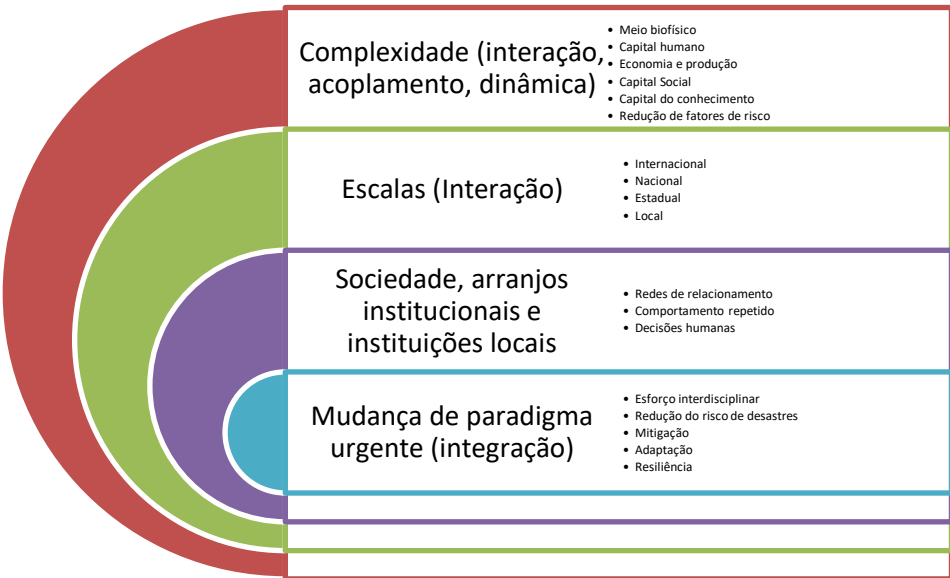 Complexidade (interação,
acoplamento, dinâmica)
• Meio biofísico
• Capital humano
• Economia e produção
• Capital Social
• Capital do conhecimento
• Redução de fatores de risco
Escalas (Interação)
• Internacional
• Nacional
• Estadual
• Local
Sociedade, arranjos
institucionais e
instituições locais
• Redes de relacionamento
• Comportamento repetido
• Decisões humanas
Mudança de paradigma
urgente (integração)
• Esforço interdisciplinar
• Redução do risco de desastres
• Mitigação
• Adaptação
• Resiliência